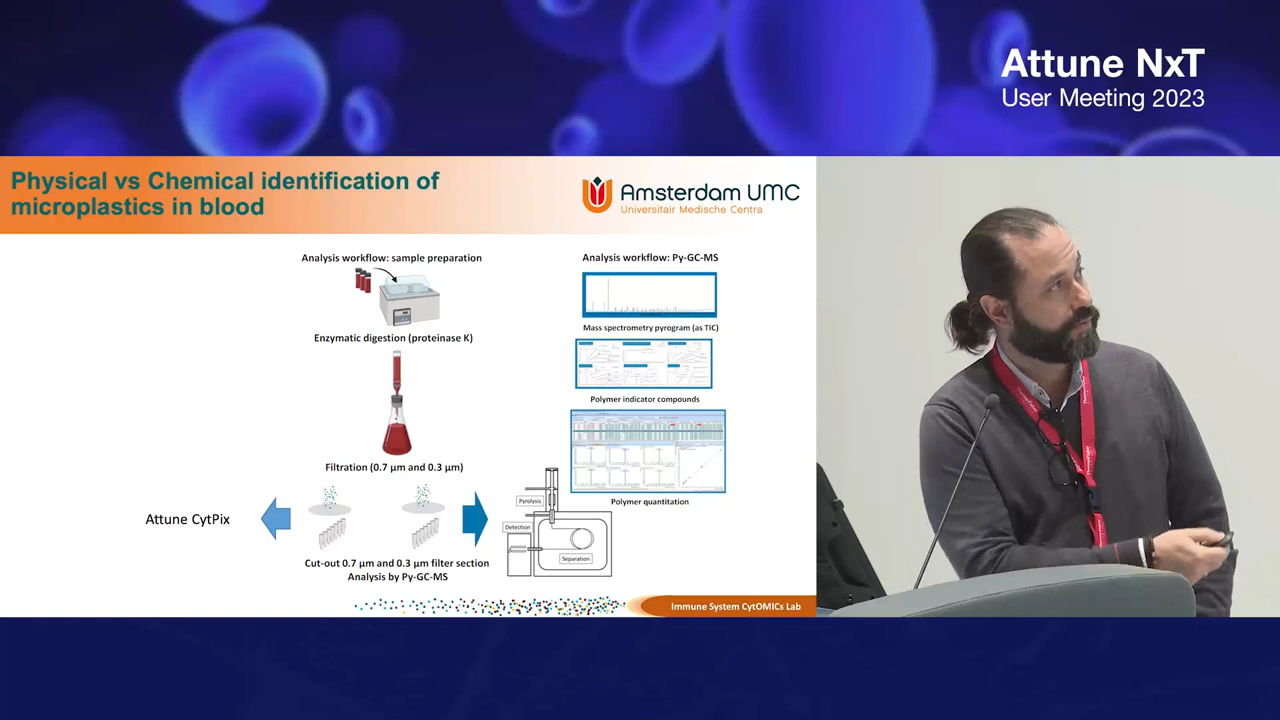 Attune NxT
User Meeting 2023
Physical vs Chemical identification of
microplastics in blood
Amsterdam UMC
Universitair Medische Centra
Analysis workflow: sample preparation
Enzymatic digestion (proteinase K)
Filtration (0.7 µm and 0.3 µm)
Attune CytPix
Cut-out 0.7 µm and 0.3 µm filter section
Analysis by Py-GC-MS
Analysis workflow: Py-GC-MS
Mass spectrometry pyrogram (as TIC)
Polymer indicator compounds
Polymer quantitation
Pyrolysis
Detection
Separation
Immune System CytOMICs Lab